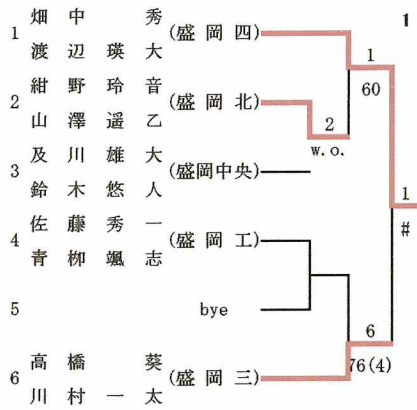 1 畑中秀 (盛岡四)
渡辺瑛大
2 紺野玲音 (盛岡北)
山澤遥乙
3 及川雄大 (盛岡中央)
鈴木悠人
4 佐藤秀一 (盛岡工)
青柳颯志
5 bye
6 高橋葵 (盛岡三)
川村一太
1
1
60
2
w.o.
1
#
6
76(4)